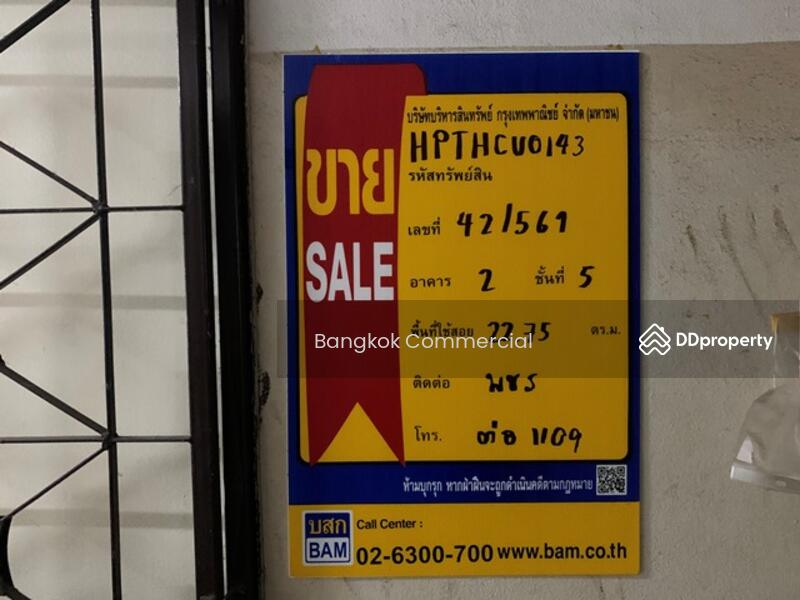 บริษัทบริหารสินทรัพย์ กรุงเทพพาณิชย์ จำกัด (มหาชน)
HPTHCU0143
รหัสทรัพย์สิน
ขาย
SALE
เลขที่ 42/561
อาคาร 2 ชั้นที่ 5
พื้นที่ใช้สอย 22.75 ตร.ม.
Bangkok Commercial
DDproperty
ติดต่อ พชร
โทร. ต่อ 1109
ห้ามบุกรุก หากฝ่าฝืนจะถูกดำเนินคดีตามกฎหมาย
บสก
BAM
Call Center :
02-6300-700 www.bam.co.th